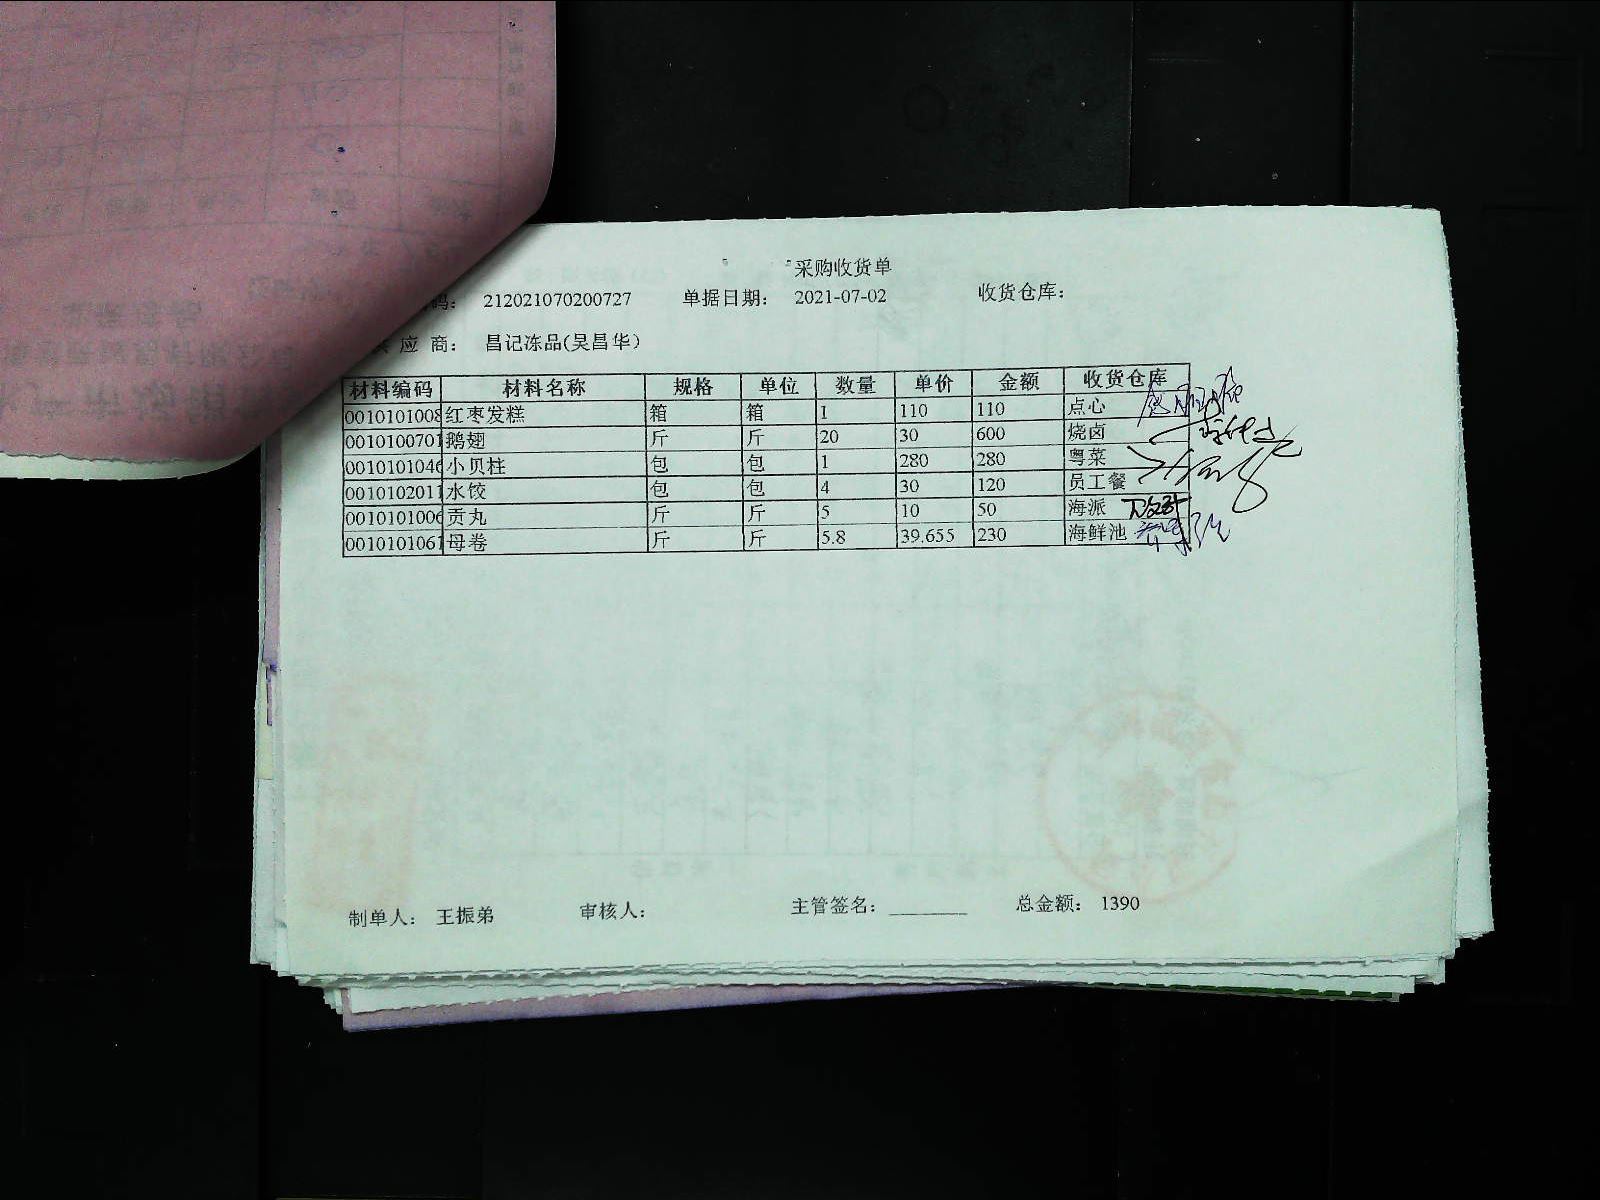 采购收货单
码: 212021070200727 单据日期: 2021-07-02 收货仓库:
应 商: 昌记冻品(吴昌华)
材料编码 材料名称 规格 单位 数量 单价 金额 收货仓库
0010101008 红枣发糕 箱 箱 1 110 110 点心
0010100701 鹅翅 斤 斤 20 30 600 烧卤
0010101046 小贝柱 包 包 1 280 280 粤菜
0010102011 水饺 包 包 4 30 120 员工餐
0010101006 贡丸 斤 斤 5 10 50 海派
0010101061 母卷 斤 斤 5.8 39.655 230 海鲜池
制单人: 王振弟 审核人: 主管签名: ________ 总金额: 1390